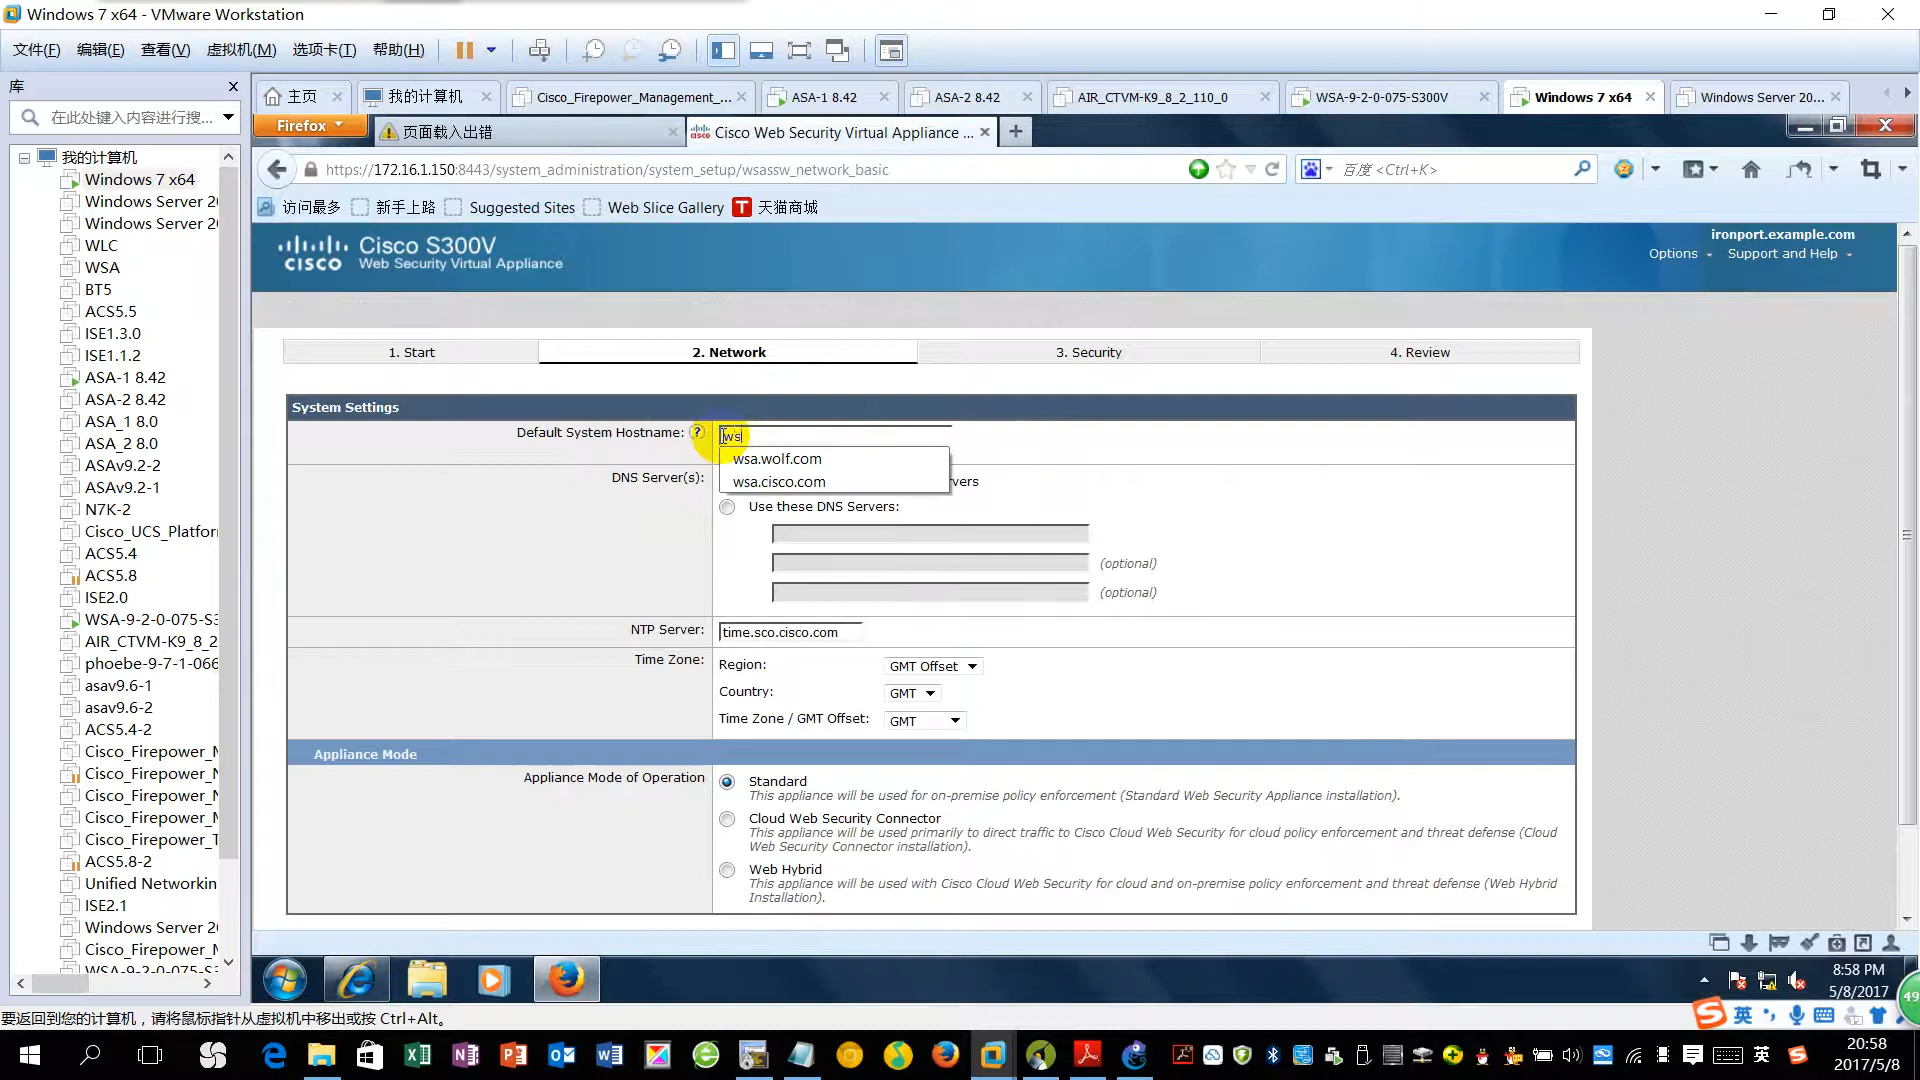 Windows 7 x64 - VMware Workstation
文件(F) 编辑(E) 查看(V) 虚拟机(M) 选项卡(T) 帮助(H)
库
在此处键入内容进行搜...
我的计算机
Windows 7 x64
Windows Server 20
Windows Server 20
WLC
WSA
BT5
ACS5.5
ISE1.3.0
ISE1.1.2
ASA-1 8.42
ASA-2 8.42
ASA_1 8.0
ASA_2 8.0
ASAv9.2-2
ASAv9.2-1
N7K-2
Cisco_UCS_Platfor
ACS5.4
ACS5.8
ISE2.0
WSA-9-2-0-075-S3
AIR_CTVM-K9_8_2
phoebe-9-7-1-066
asav9.6-1
asav9.6-2
ACS5.4-2
Cisco_Firepower_M
Cisco_Firepower_N
Cisco_Firepower_M
Cisco_Firepower_M
Cisco_Firepower_T
ACS5.8-2
Unified Networkin
ISE2.1
Windows Server 20
Cisco_Firepower_M
WSA-9-2-0-075-S3
主页 我的计算机 Cisco_Firepower_Management_... ASA-1 8.42 ASA-2 8.42 AIR_CTVM-K9_8_2_110_0 WSA-9-2-0-075-S300V Windows 7 x64 Windows Server 20...
Firefox 页面载入出错 Cisco Web Security Virtual Appliance ...
https://172.16.1.150:8443/system_administration/system_setup/wsassw_network_basic 百度 <Ctrl+K>
访问最多 新手上路 Suggested Sites Web Slice Gallery 天猫商城
CISCO
Cisco S300V
Web Security Virtual Appliance
ironport.example.com
Options Support and Help
1. Start 2. Network 3. Security 4. Review
System Settings
Default System Hostname: ? ws
wsa.wolf.com
wsa.cisco.com
DNS Server(s): vers
Use these DNS Servers:
(optional)
(optional)
NTP Server: time.sco.cisco.com
Time Zone: Region: GMT Offset
Country: GMT
Time Zone / GMT Offset: GMT
Appliance Mode
Appliance Mode of Operation Standard
This appliance will be used for on-premise policy enforcement (Standard Web Security Appliance installation).
Cloud Web Security Connector
This appliance will be used primarily to direct traffic to Cisco Cloud Web Security for cloud policy enforcement and threat defense (Cloud
Web Security Connector installation).
Web Hybrid
This appliance will be used with Cisco Cloud Web Security for cloud and on-premise policy enforcement and threat defense (Web Hybrid
Installation).
8:58 PM
5/8/2017
49
英
要返回到您的计算机，请将鼠标指针从虚拟机中移出或按 Ctrl+Alt。
英
20:58
2017/5/8